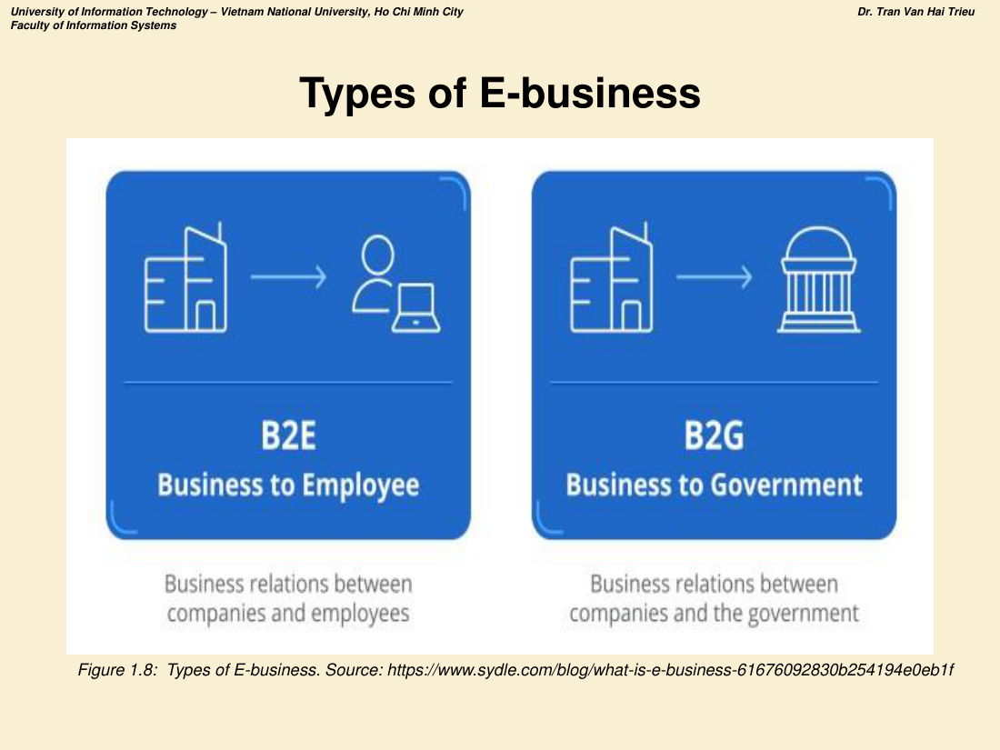 University of Information Technology – Vietnam National University, Ho Chi Minh City
Faculty of Information Systems
Dr. Tran Van Hai Trieu
Types of E-business
B2E
Business to Employee
Business relations between
companies and employees
B2G
Business to Government
Business relations between
companies and the government
Figure 1.8:  Types of E-business. Source: https://www.sydle.com/blog/what-is-e-business-61676092830b254194e0eb1f